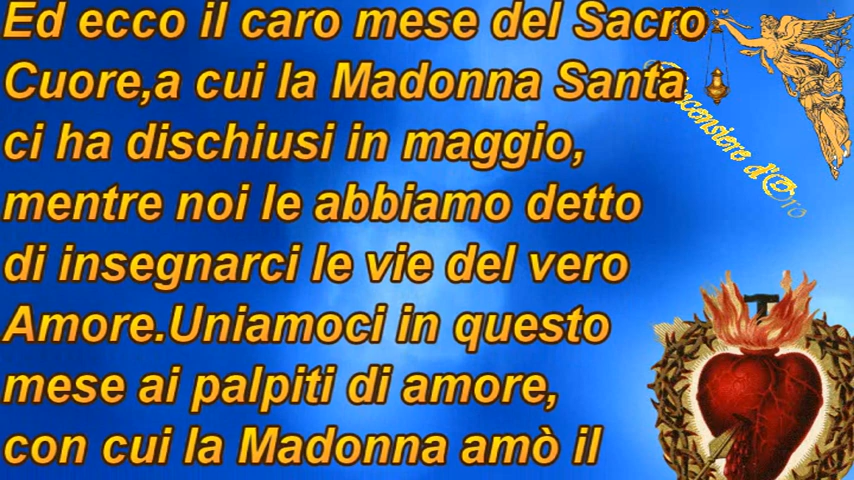 Ed ecco il caro mese del Sacro
Cuore,a cui la Madonna Santa
ci ha dischiusi in maggio,
mentre noi le abbiamo detto
di insegnarci le vie del vero
Amore.Uniamoci in questo
mese ai palpiti di amore,
con cui la Madonna amò il
d'Oro